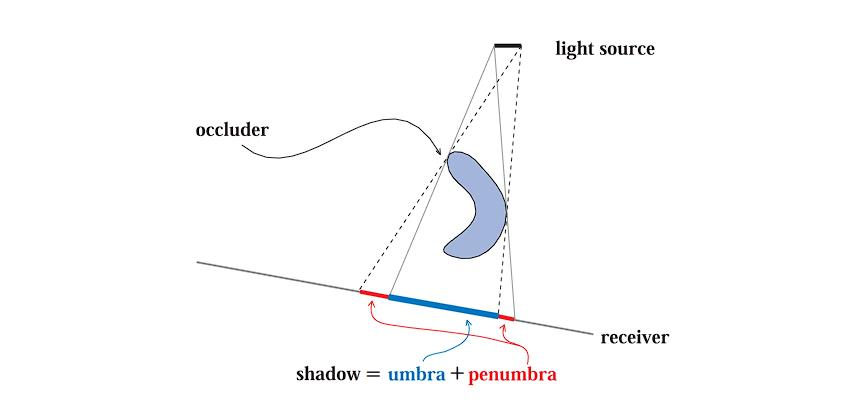 light source
occluder
receiver
shadow = umbra + penumbra